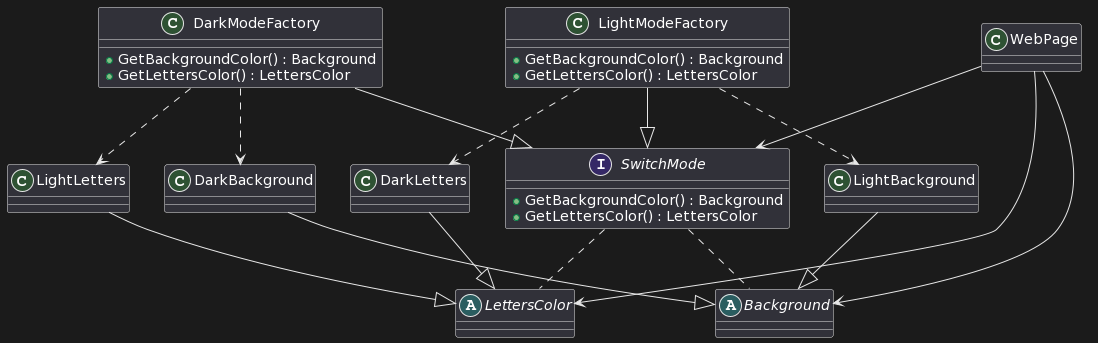 C DarkModeFactory
GetBackgroundColor() : Background
GetLettersColor() : LettersColor
C LightModeFactory
GetBackgroundColor() : Background
GetLettersColor() : LettersColor
C WebPage
C LightLetters
C DarkBackground
C DarkLetters
I SwitchMode
GetBackgroundColor() : Background
GetLettersColor() : LettersColor
C LightBackground
A LettersColor
A Background